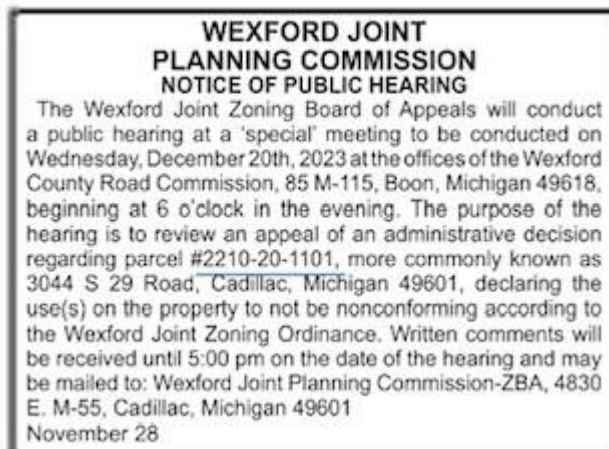 WEXFORD JOINT
PLANNING COMMISSION
NOTICE OF PUBLIC HEARING
The Wexford Joint Zoning Board of Appeals will conduct
a public hearing at a 'special' meeting to be conducted on
Wednesday, December 20th, 2023 at the offices of the Wexford
County Road Commission, 85 M-115, Boon, Michigan 49618,
beginning at 6 o'clock in the evening. The purpose of the
hearing is to review an appeal of an administrative decision
regarding parcel #2210-20-1101, more commonly known as
3044 S 29 Road, Cadillac, Michigan 49601, declaring the
use(s) on the property to not be nonconforming according to
the Wexford Joint Zoning Ordinance. Written comments will
be received until 5:00 pm on the date of the hearing and may
be mailed to: Wexford Joint Planning Commission-ZBA, 4830
E. M-55, Cadillac, Michigan 49601
November 28